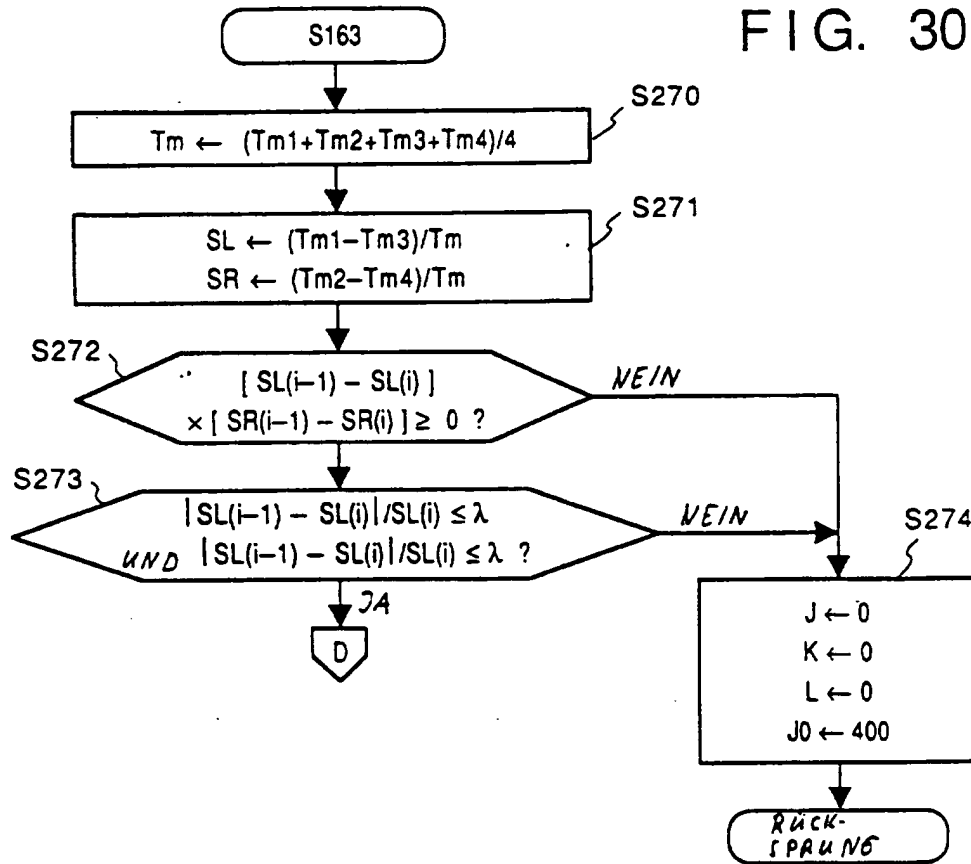 FIG. 30
S163
S270
Tm ← (Tm1+Tm2+Tm3+Tm4)/4
S271
SL ← (Tm1−Tm3)/Tm
SR ← (Tm2−Tm4)/Tm
S272
[ SL(i−1) − SL(i) ]
× [ SR(i−1) − SR(i) ] ≥ 0 ?
NEIN
S273
|SL(i−1) − SL(i)|/SL(i) ≤ λ
UND |SL(i−1) − SL(i)|/SL(i) ≤ λ ?
NEIN
S274
JA
D
J ← 0
K ← 0
L ← 0
J0 ← 400
RÜCK-
SPRUNG